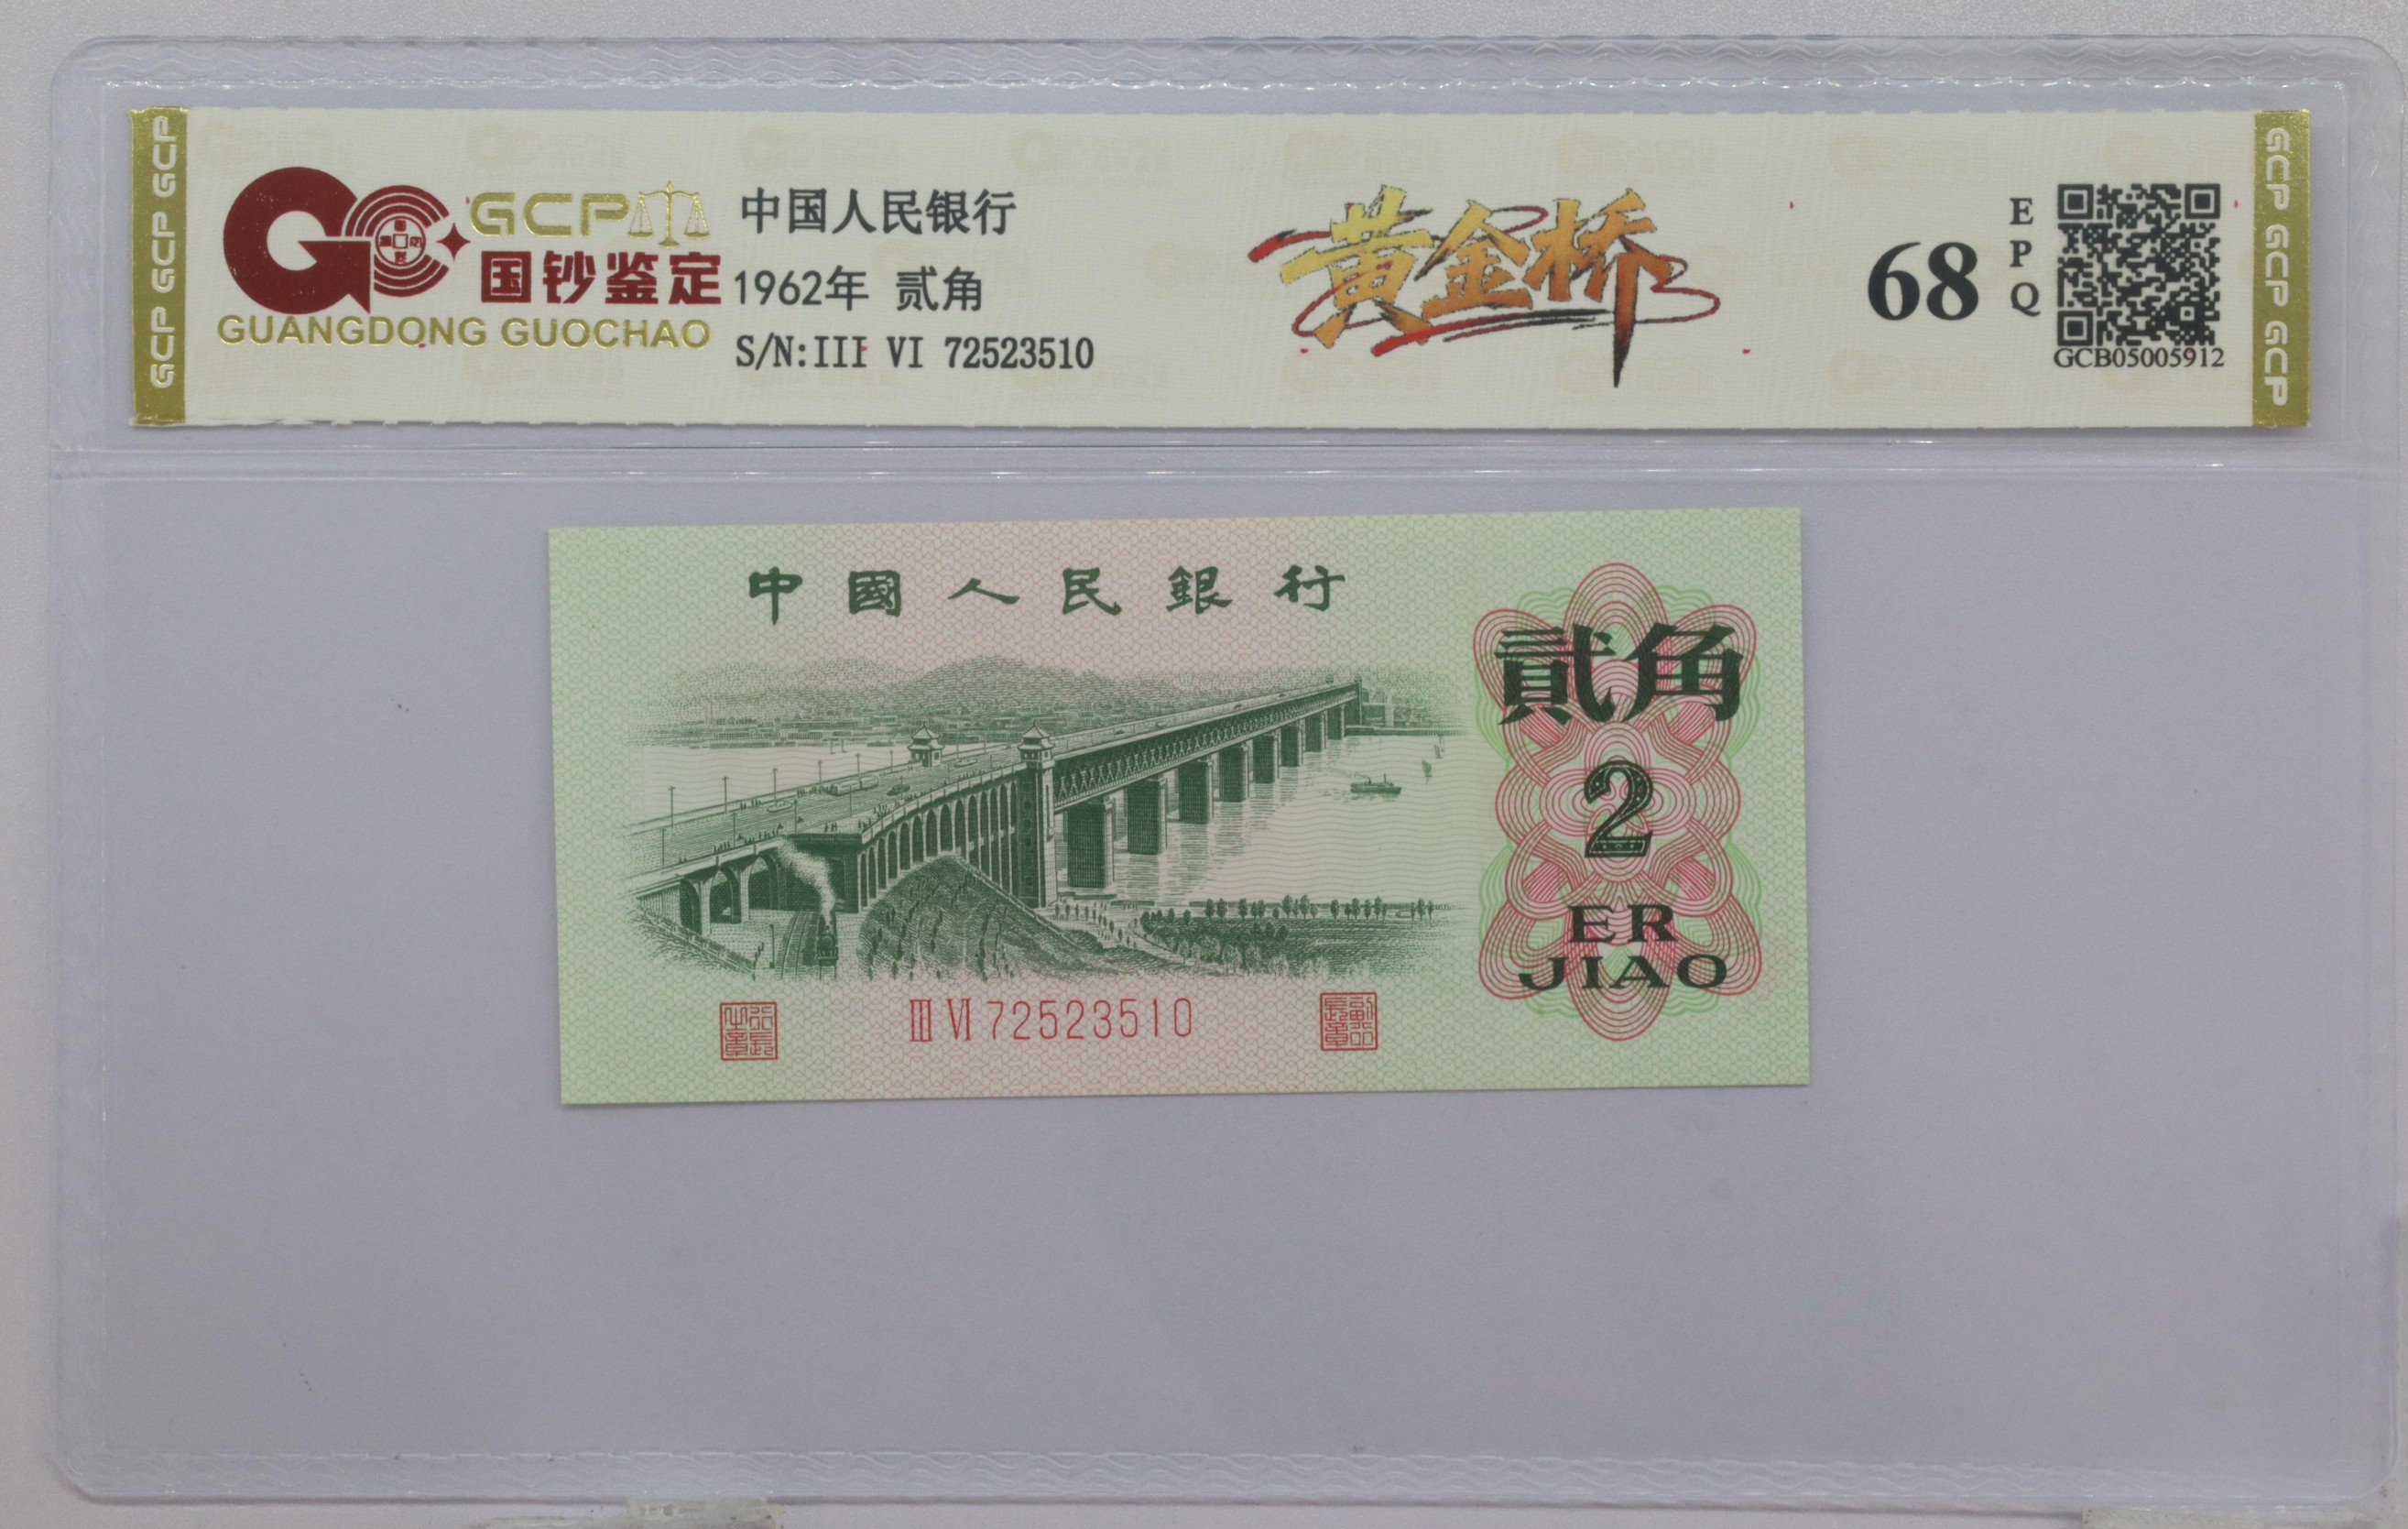 GCP GCP GCP
GCP
国钞鉴定
GUANGDONG GUOCHAO
中国人民银行
1962年 贰角
S/N:III VI 72523510
黄金桥
68
EPQ
GCB05005912
GCP GCP GCP
中國人民銀行
貳角
2
ER
JIAO
III VI 72523510